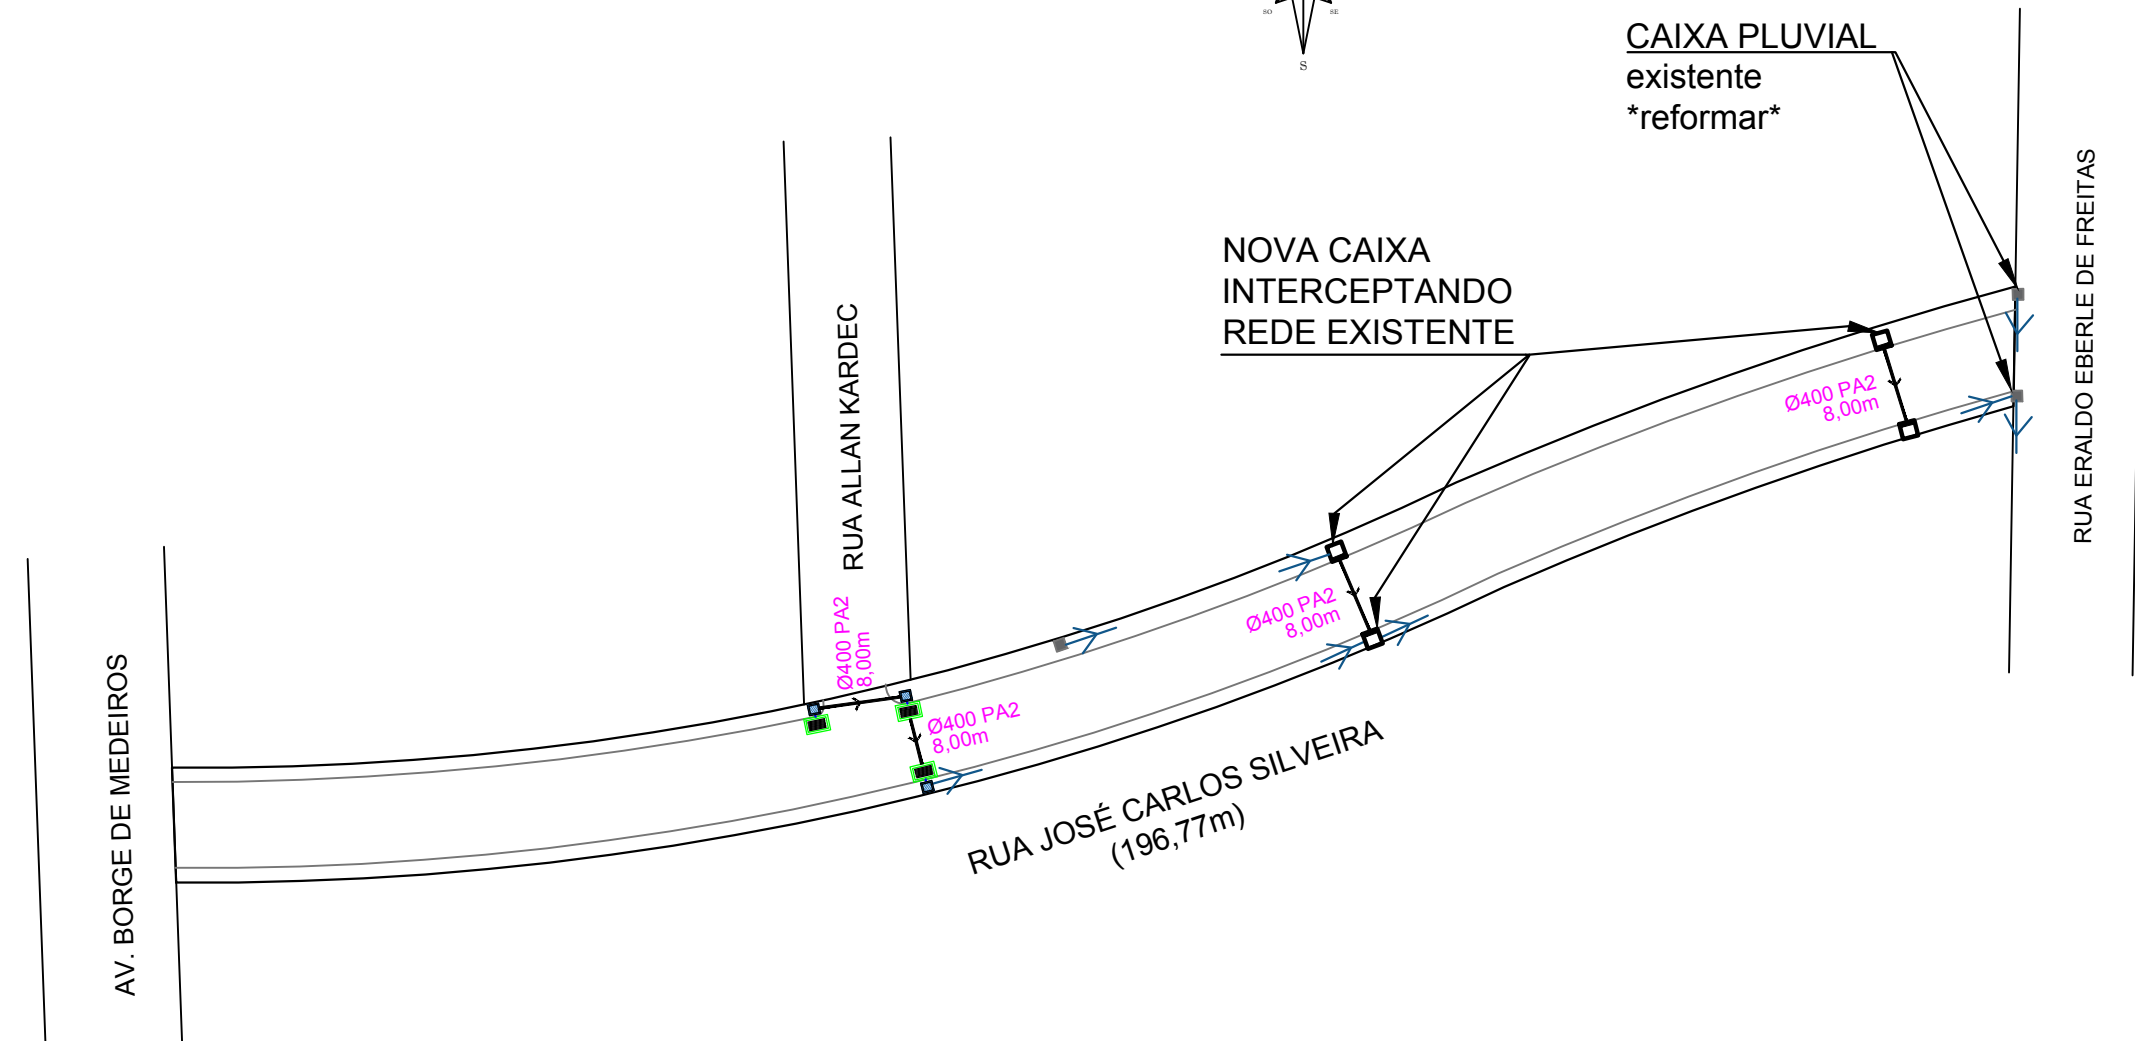 SO
SE
S
CAIXA PLUVIAL
existente
*reformar*
NOVA CAIXA
INTERCEPTANDO
REDE EXISTENTE
RUA ERALDO EBERLE DE FREITAS
RUA ALLAN KARDEC
AV. BORGE DE MEDEIROS
Ø400 PA2
8,00m
Ø400 PA2
8,00m
Ø400 PA2
8,00m
Ø400 PA2
8,00m
RUA JOSÉ CARLOS SILVEIRA
(196,77m)